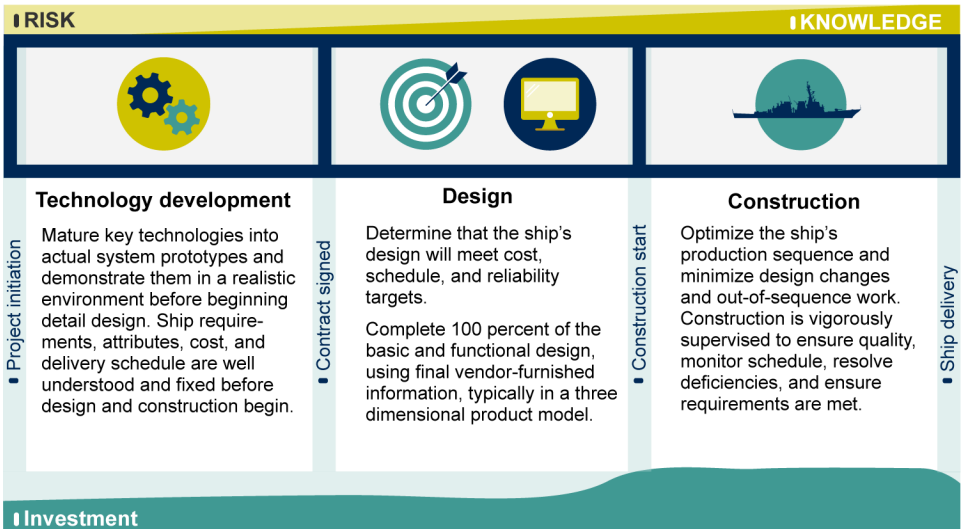 RISK
KNOWLEDGE
Project initiation
Technology development
Mature key technologies into
actual system prototypes and
demonstrate them in a realistic
environment before beginning
detail design. Ship require-
ments, attributes, cost, and
delivery schedule are well
understood and fixed before
design and construction begin.
Contract signed
Design
Determine that the ship's
design will meet cost,
schedule, and reliability
targets.
Complete 100 percent of the
basic and functional design,
using final vendor-furnished
information, typically in a three
dimensional product model.
Construction start
Construction
Optimize the ship's
production sequence and
minimize design changes
and out-of-sequence work.
Construction is vigorously
supervised to ensure quality,
monitor schedule, resolve
deficiencies, and ensure
requirements are met.
Ship delivery
Investment